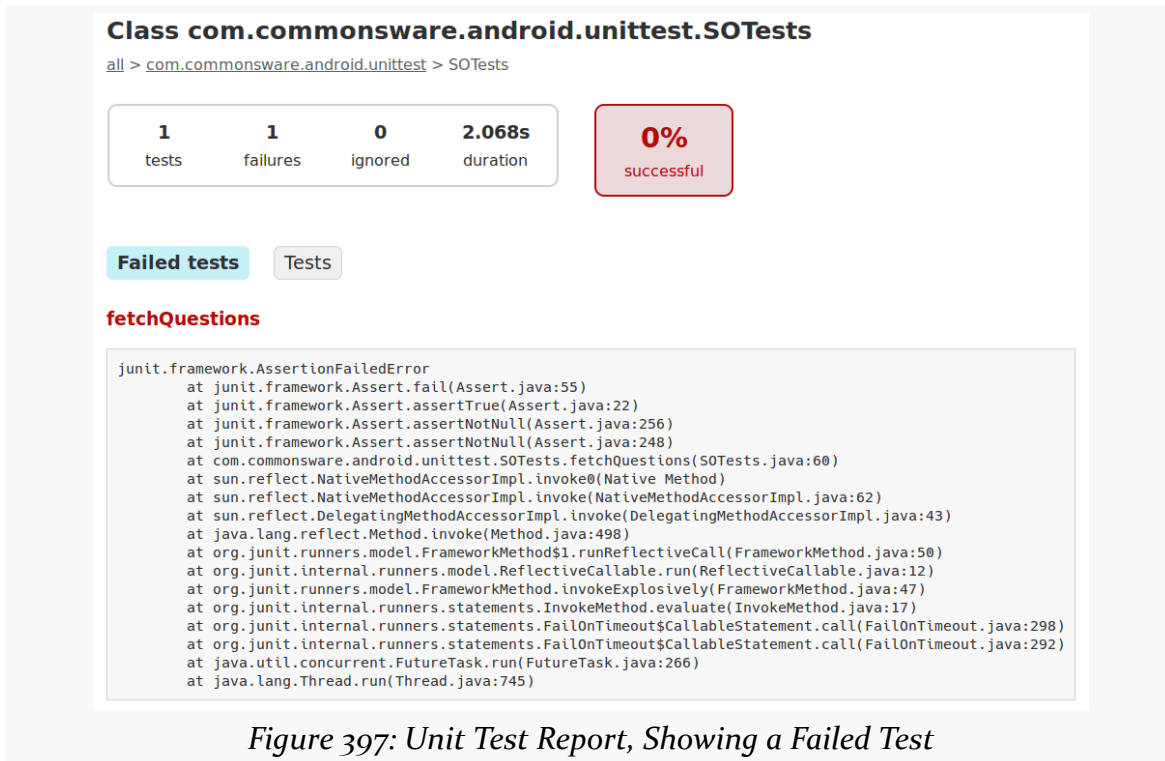 Class com.commonsware.android.unittest.SOTests
all > com.commonsware.android.unittest > SOTests
1 1 0 2.068s
tests failures ignored duration
0%
successful
Failed tests Tests
fetchQuestions
junit.framework.AssertionFailedError
at junit.framework.Assert.fail(Assert.java:55)
at junit.framework.Assert.assertTrue(Assert.java:22)
at junit.framework.Assert.assertNotNull(Assert.java:256)
at junit.framework.Assert.assertNotNull(Assert.java:248)
at com.commonsware.android.unittest.SOTests.fetchQuestions(SOTests.java:60)
at sun.reflect.NativeMethodAccessorImpl.invoke0(Native Method)
at sun.reflect.NativeMethodAccessorImpl.invoke(NativeMethodAccessorImpl.java:62)
at sun.reflect.DelegatingMethodAccessorImpl.invoke(DelegatingMethodAccessorImpl.java:43)
at java.lang.reflect.Method.invoke(Method.java:498)
at org.junit.runners.model.FrameworkMethod$1.runReflectiveCall(FrameworkMethod.java:50)
at org.junit.internal.runners.model.ReflectiveCallable.run(ReflectiveCallable.java:12)
at org.junit.runners.model.FrameworkMethod.invokeExplosively(FrameworkMethod.java:47)
at org.junit.internal.runners.statements.InvokeMethod.evaluate(InvokeMethod.java:17)
at org.junit.internal.runners.statements.FailOnTimeout$CallableStatement.call(FailOnTimeout.java:298)
at org.junit.internal.runners.statements.FailOnTimeout$CallableStatement.call(FailOnTimeout.java:292)
at java.util.concurrent.FutureTask.run(FutureTask.java:266)
at java.lang.Thread.run(Thread.java:745)
Figure 397: Unit Test Report, Showing a Failed Test